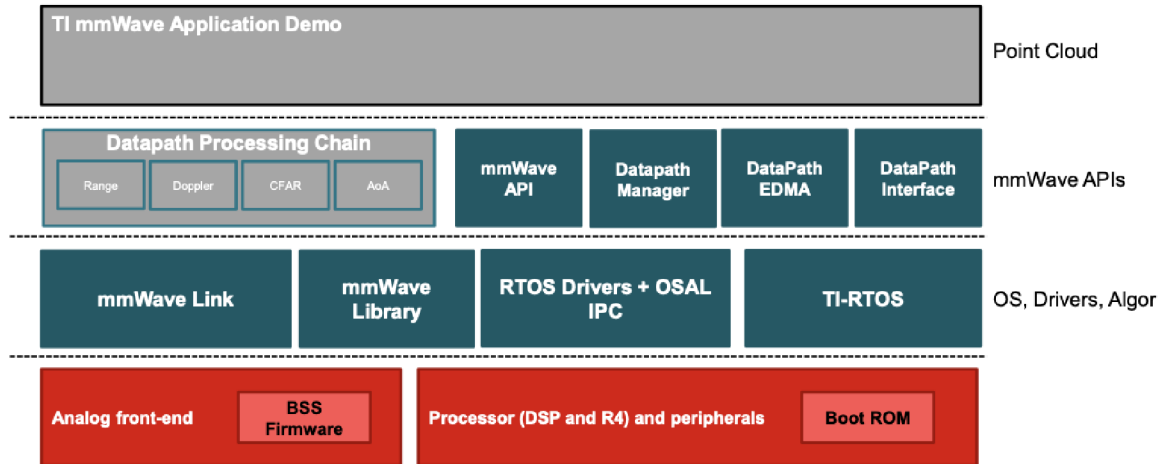 TI mmWave Application Demo
Point Cloud
Datapath Processing Chain
Range
Doppler
CFAR
AoA
mmWave
API
Datapath
Manager
DataPath
EDMA
DataPath
Interface
mmWave APIs
mmWave Link
mmWave
Library
RTOS Drivers + OSAL
IPC
TI-RTOS
OS, Drivers, Algor
Analog front-end
BSS
Firmware
Processor (DSP and R4) and peripherals
Boot ROM